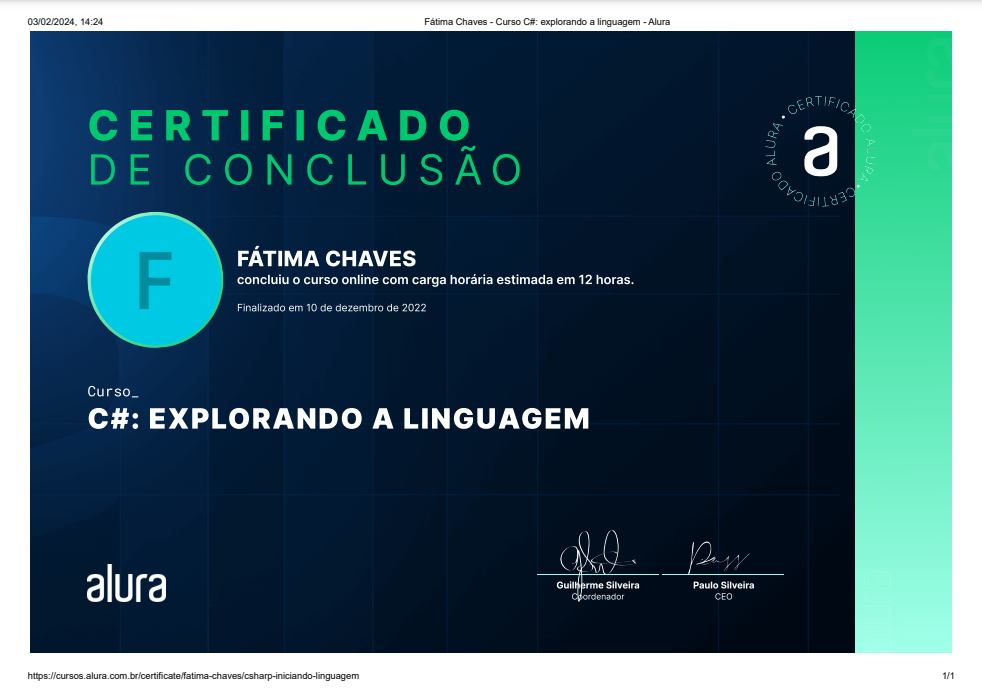 03/02/2024, 14:24
Fátima Chaves - Curso C#: explorando a linguagem - Alura
CERTIFICADO
DE CONCLUSÃO
CERTIFICADO ALURA • CERTIFICADO ALURA •
a
F
FÁTIMA CHAVES
concluiu o curso online com carga horária estimada em 12 horas.
Finalizado em 10 de dezembro de 2022
Curso_
C#: EXPLORANDO A LINGUAGEM
alura
Guilherme Silveira
Coordenador
Paulo Silveira
CEO
https://cursos.alura.com.br/certificate/fatima-chaves/csharp-iniciando-linguagem
1/1